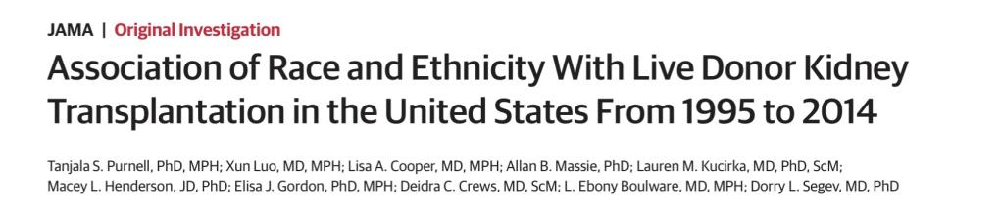 JAMA | Original Investigation
Association of Race and Ethnicity With Live Donor Kidney
Transplantation in the United States From 1995 to 2014
Tanjala S. Purnell, PhD, MPH; Xun Luo, MD, MPH; Lisa A. Cooper, MD, MPH; Allan B. Massie, PhD; Lauren M. Kucirka, MD, PhD, ScM;
Macey L. Henderson, JD, PhD; Elisa J. Gordon, PhD, MPH; Deidra C. Crews, MD, ScM; L. Ebony Boulware, MD, MPH; Dorry L. Segev, MD, PhD